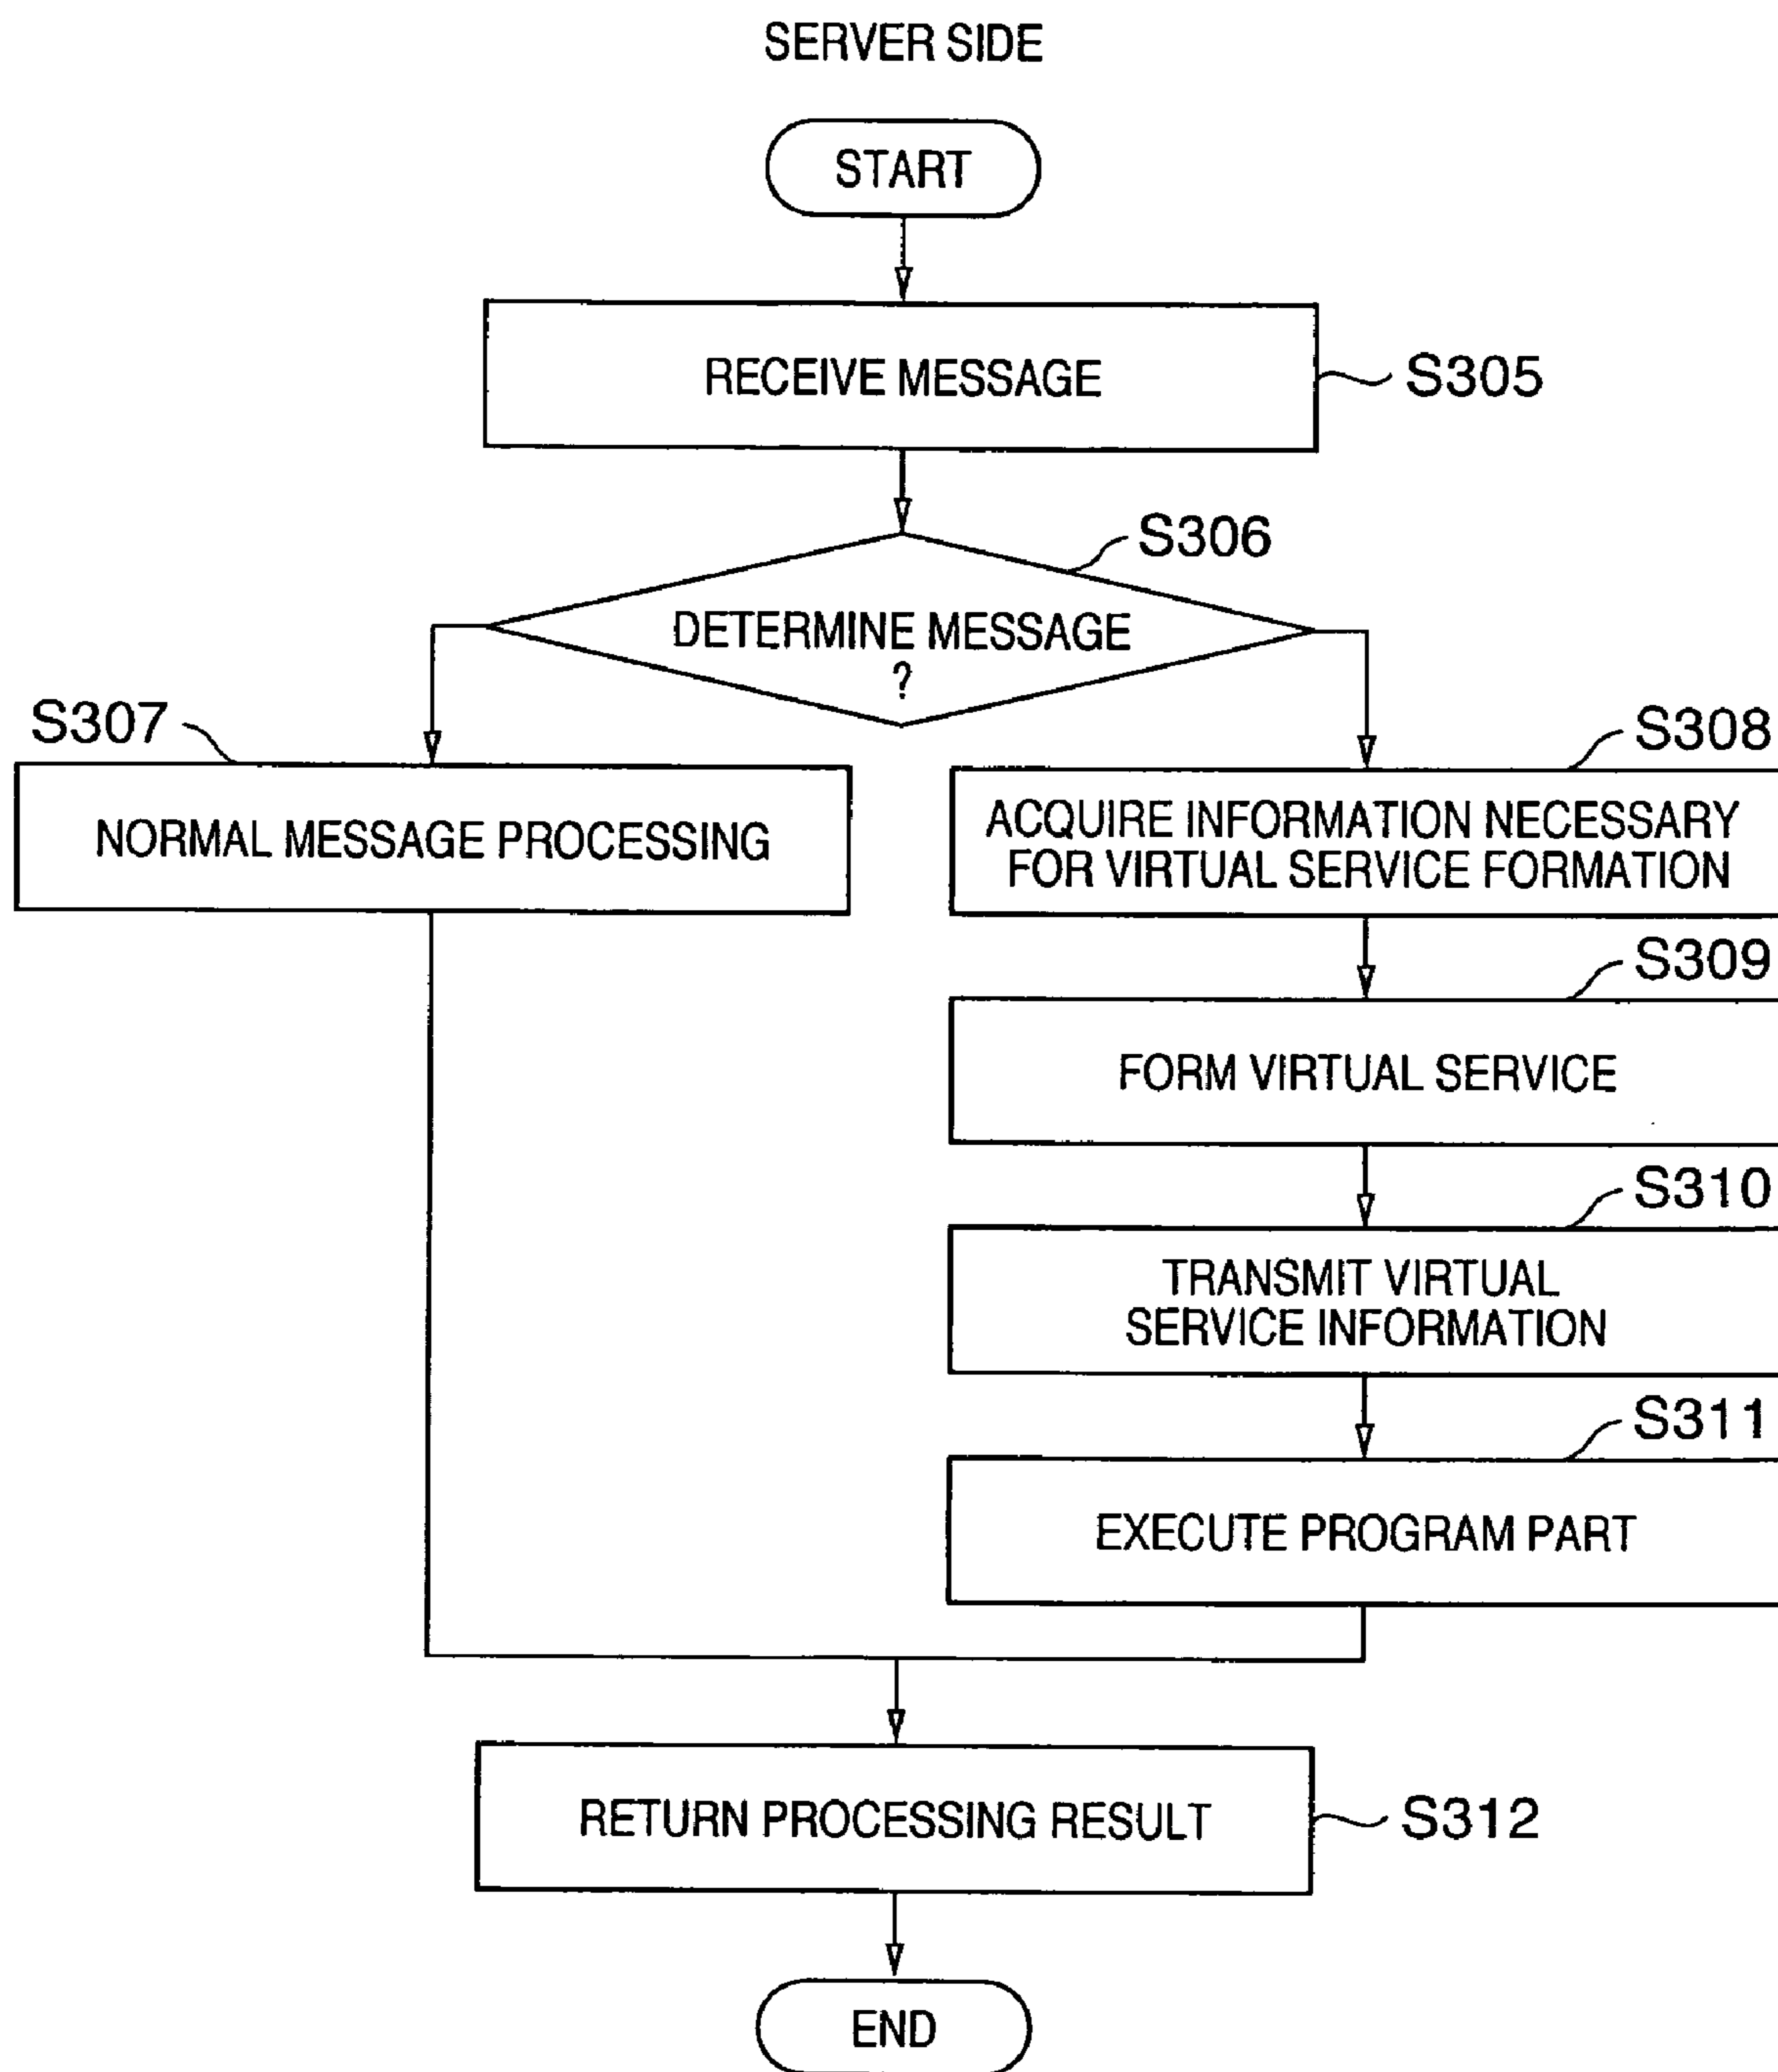 SERVER SIDE
START
RECEIVE MESSAGE
S305
S306
DETERMINE MESSAGE
?
S307
NORMAL MESSAGE PROCESSING
S308
ACQUIRE INFORMATION NECESSARY
FOR VIRTUAL SERVICE FORMATION
S309
FORM VIRTUAL SERVICE
S310
TRANSMIT VIRTUAL
SERVICE INFORMATION
S311
EXECUTE PROGRAM PART
RETURN PROCESSING RESULT
S312
END